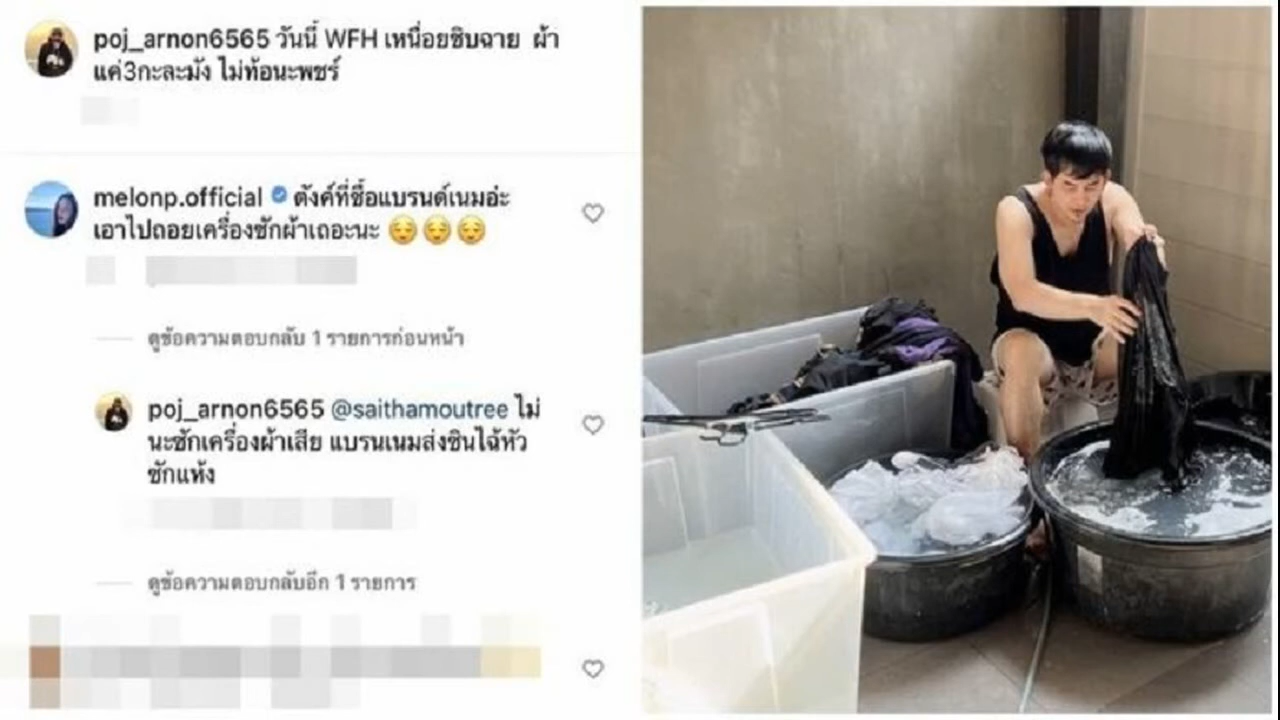 poj_arnon6565 วันนี้ WFH เหนื่อยชิบฉาย ผ้า
แค่3กะละมัง ไม่ท้อนะพชร์
melonp.official ตังค์ที่ซื้อแบรนด์เนมอ่ะ
เอาไปถอยเครื่องซักผ้าเถอะนะ 😌😌😌
ดูข้อความตอบกลับ 1 รายการก่อนหน้า
poj_arnon6565 @saithamoutree ไม่
นะซักเครื่องผ้าเสีย แบรนเนมส่งซินไฉ้หัว
ซักแห้ง
ดูข้อความตอบกลับอีก 1 รายการ